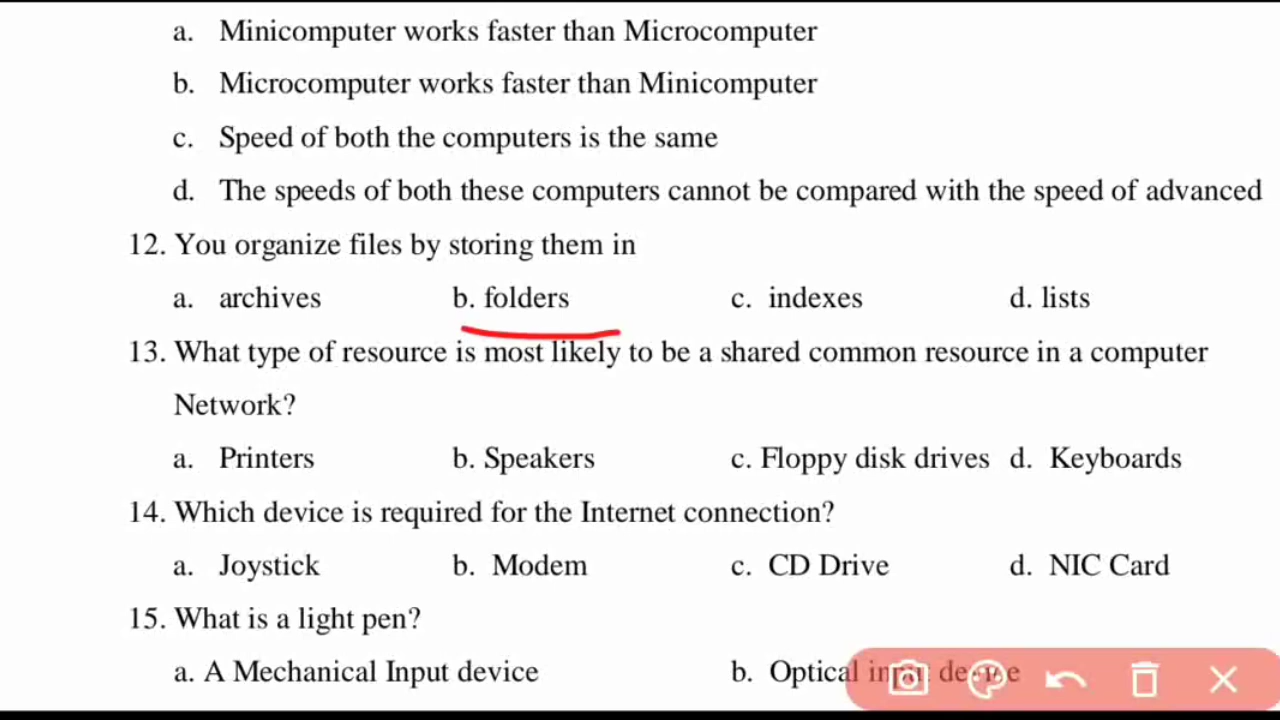 a. Minicomputer works faster than Microcomputer
b. Microcomputer works faster than Minicomputer
c. Speed of both the computers is the same
d. The speeds of both these computers cannot be compared with the speed of advanced
12. You organize files by storing them in
a. archives b. folders c. indexes d. lists
13. What type of resource is most likely to be a shared common resource in a computer
Network?
a. Printers b. Speakers c. Floppy disk drives d. Keyboards
14. Which device is required for the Internet connection?
a. Joystick b. Modem c. CD Drive d. NIC Card
15. What is a light pen?
a. A Mechanical Input device b. Optical input device